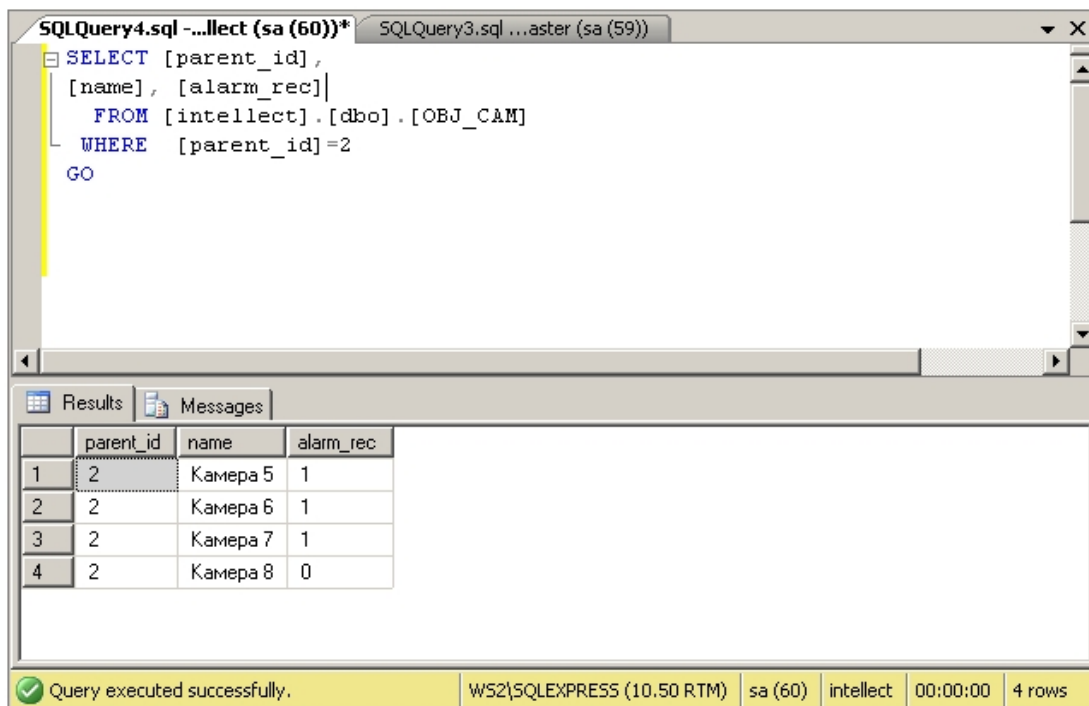 SQLQuery4.sql -...llect (sa (60))* SQLQuery3.sql ...aster (sa (59))
SELECT [parent_id],
[name], [alarm_rec]
FROM [intellect].[dbo].[OBJ_CAM]
WHERE [parent_id]=2
GO
Results Messages
parent_id name alarm_rec
1 2 Камера 5 1
2 2 Камера 6 1
3 2 Камера 7 1
4 2 Камера 8 0
Query executed successfully. WS2\SQLEXPRESS (10.50 RTM) sa (60) intellect 00:00:00 4 rows